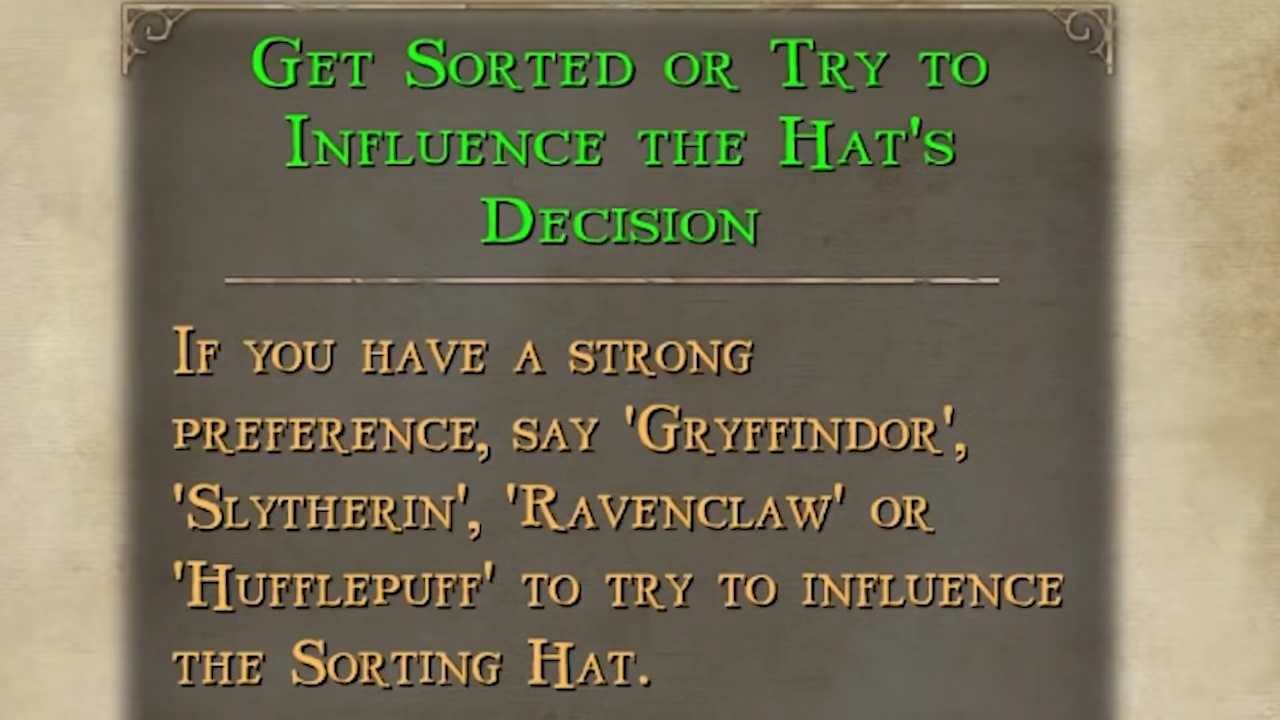 Get Sorted or Try to
Influence the Hat's
Decision
If you have a strong
preference, say 'Gryffindor',
'Slytherin', 'Ravenclaw' or
'Hufflepuff' to try to influence
the Sorting Hat.